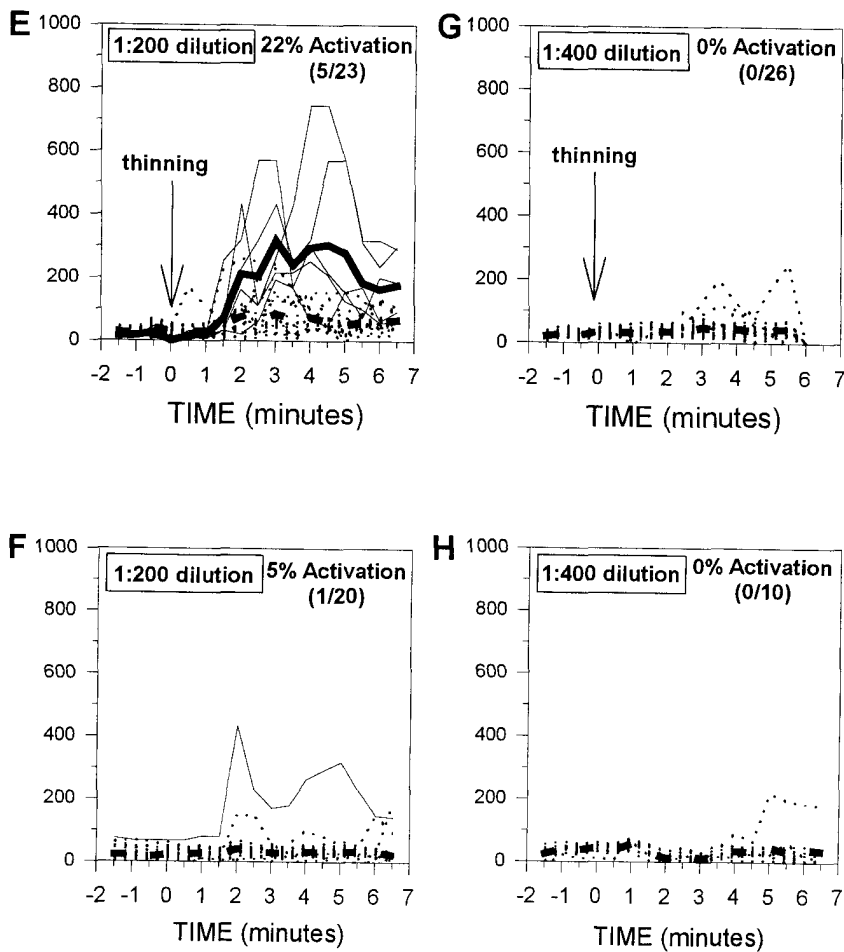 E
1:200 dilution 22% Activation
(5/23)
thinning
1000
800
600
400
200
0
-2 -1 0 1 2 3 4 5 6 7
TIME (minutes)
G
1:400 dilution 0% Activation
(0/26)
thinning
1000
800
600
400
200
0
-2 -1 0 1 2 3 4 5 6 7
TIME (minutes)
F
1:200 dilution 5% Activation
(1/20)
1000
800
600
400
200
0
-2 -1 0 1 2 3 4 5 6 7
TIME (minutes)
H
1:400 dilution 0% Activation
(0/10)
1000
800
600
400
200
0
-2 -1 0 1 2 3 4 5 6 7
TIME (minutes)